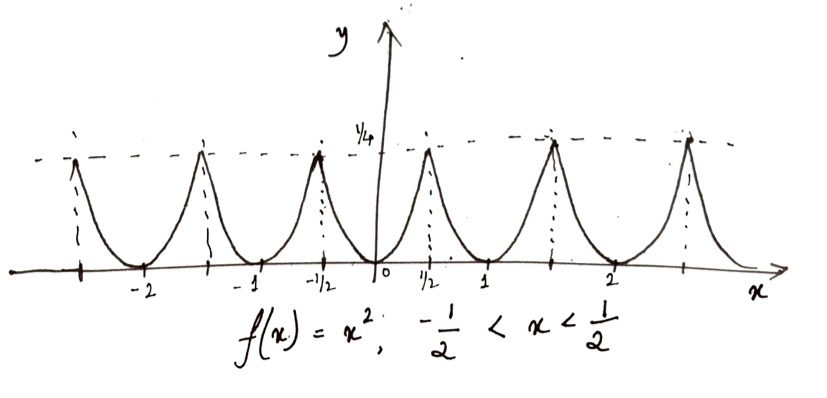 y
1/4
-2 -1 -1/2 0 1/2 1 2
x
f(x) = x², -1/2 < x < 1/2